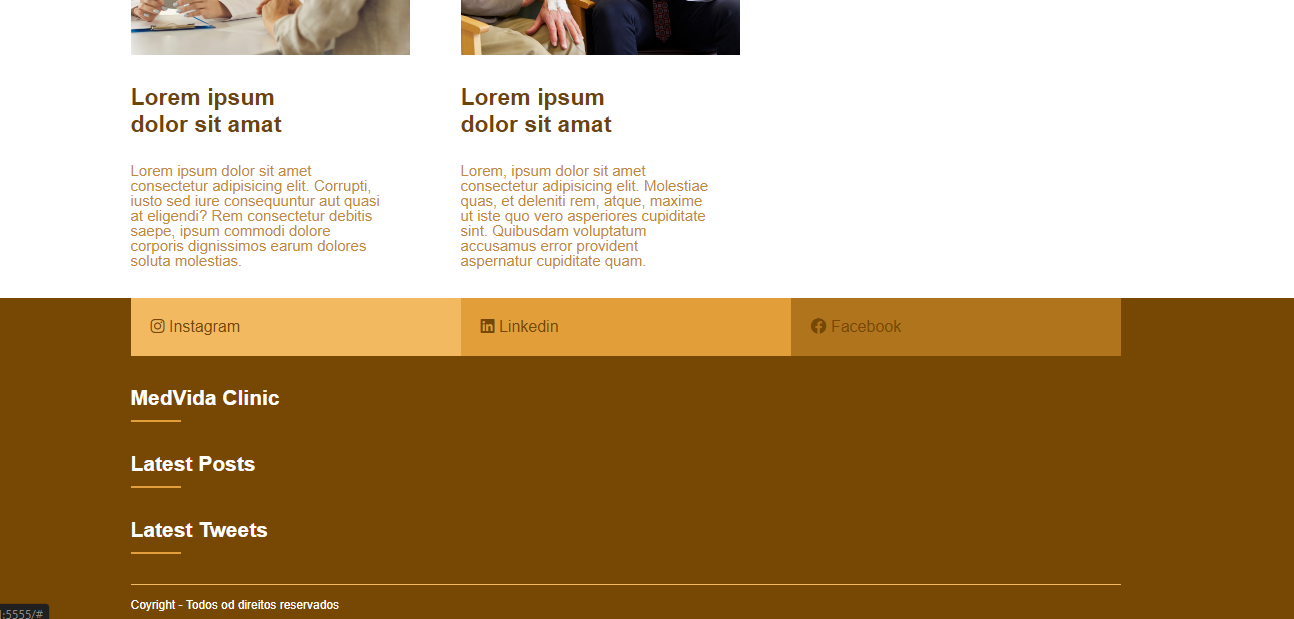 Lorem ipsum
dolor sit amat
Lorem ipsum dolor sit amet
consectetur adipisicing elit. Corrupti,
iusto sed iure consequuntur aut quasi
at eligendi? Rem consectetur debitis
saepe, ipsum commodi dolore
corporis dignissimos earum dolores
soluta molestias.
Lorem ipsum
dolor sit amat
Lorem, ipsum dolor sit amet
consectetur adipisicing elit. Molestiae
quas, et deleniti rem, atque, maxime
ut iste quo vero asperiores cupiditate
sint. Quibusdam voluptatum
accusamus error provident
aspernatur cupiditate quam.
Instagram
Linkedin
Facebook
MedVida Clinic
Latest Posts
Latest Tweets
Coyright - Todos od direitos reservados
:5555/#